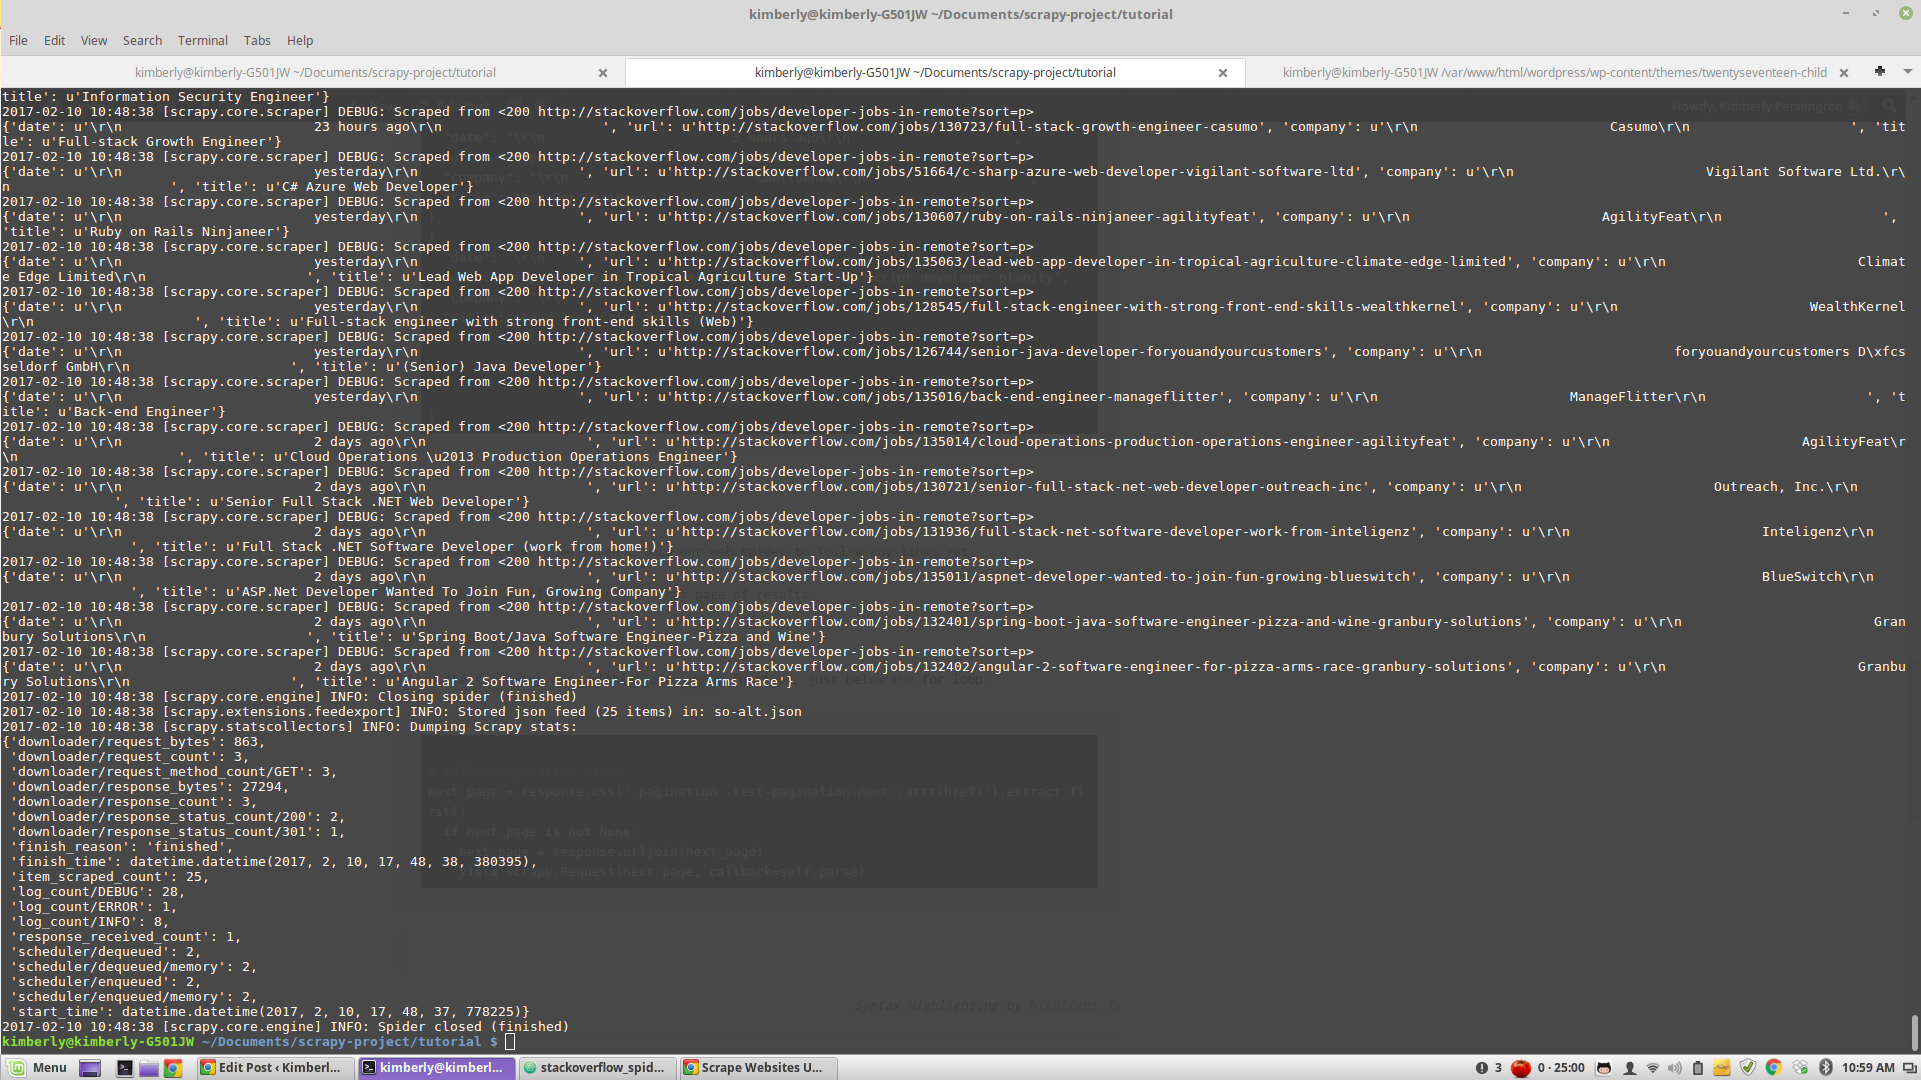 kimberly@kimberly-G501JW ~/Documents/scrapy-project/tutorial
File Edit View Search Terminal Tabs Help
kimberly@kimberly-G501JW ~/Documents/scrapy-project/tutorial kimberly@kimberly-G501JW ~/Documents/scrapy-project/tutorial kimberly@kimberly-G501JW /var/www/html/wordpress/wp-content/themes/twentyseventeen-child
title': u'Information Security Engineer'}
2017-02-10 10:48:38 [scrapy.core.scraper] DEBUG: Scraped from <200 http://stackoverflow.com/jobs/developer-jobs-in-remote?sort=p>
{'date': u'\r\n 23 hours ago\r\n ', 'url': u'http://stackoverflow.com/jobs/130723/full-stack-growth-engineer-casumo', 'company': u'\r\n Casumo\r\n ', 'tit
le': u'Full-stack Growth Engineer'}
2017-02-10 10:48:38 [scrapy.core.scraper] DEBUG: Scraped from <200 http://stackoverflow.com/jobs/developer-jobs-in-remote?sort=p>
{'date': u'\r\n yesterday\r\n ', 'url': u'http://stackoverflow.com/jobs/51664/c-sharp-azure-web-developer-vigilant-software-ltd', 'company': u'\r\n Vigilant Software Ltd.\r\
n ', 'title': u'C# Azure Web Developer'}
2017-02-10 10:48:38 [scrapy.core.scraper] DEBUG: Scraped from <200 http://stackoverflow.com/jobs/developer-jobs-in-remote?sort=p>
{'date': u'\r\n yesterday\r\n ', 'url': u'http://stackoverflow.com/jobs/130607/ruby-on-rails-ninjaneer-agilityfeat', 'company': u'\r\n AgilityFeat\r\n ',
'title': u'Ruby on Rails Ninjaneer'}
2017-02-10 10:48:38 [scrapy.core.scraper] DEBUG: Scraped from <200 http://stackoverflow.com/jobs/developer-jobs-in-remote?sort=p>
{'date': u'\r\n yesterday\r\n ', 'url': u'http://stackoverflow.com/jobs/135063/lead-web-app-developer-in-tropical-agriculture-climate-edge-limited', 'company': u'\r\n Climat
e Edge Limited\r\n ', 'title': u'Lead Web App Developer in Tropical Agriculture Start-Up'}
2017-02-10 10:48:38 [scrapy.core.scraper] DEBUG: Scraped from <200 http://stackoverflow.com/jobs/developer-jobs-in-remote?sort=p>
{'date': u'\r\n yesterday\r\n ', 'url': u'http://stackoverflow.com/jobs/128545/full-stack-engineer-with-strong-front-end-skills-wealthkernel', 'company': u'\r\n WealthKernel
\r\n ', 'title': u'Full-stack engineer with strong front-end skills (Web)'}
2017-02-10 10:48:38 [scrapy.core.scraper] DEBUG: Scraped from <200 http://stackoverflow.com/jobs/developer-jobs-in-remote?sort=p>
{'date': u'\r\n yesterday\r\n ', 'url': u'http://stackoverflow.com/jobs/126744/senior-java-developer-foryouandyourcustomers', 'company': u'\r\n foryouandyourcustomers D\xfcs
seldorf GmbH\r\n ', 'title': u'(Senior) Java Developer'}
2017-02-10 10:48:38 [scrapy.core.scraper] DEBUG: Scraped from <200 http://stackoverflow.com/jobs/developer-jobs-in-remote?sort=p>
{'date': u'\r\n yesterday\r\n ', 'url': u'http://stackoverflow.com/jobs/135016/back-end-engineer-manageflitter', 'company': u'\r\n ManageFlitter\r\n ', 't
itle': u'Back-end Engineer'}
2017-02-10 10:48:38 [scrapy.core.scraper] DEBUG: Scraped from <200 http://stackoverflow.com/jobs/developer-jobs-in-remote?sort=p>
{'date': u'\r\n 2 days ago\r\n ', 'url': u'http://stackoverflow.com/jobs/135014/cloud-operations-production-operations-engineer-agilityfeat', 'company': u'\r\n AgilityFeat\r
\n ', 'title': u'Cloud Operations \u2013 Production Operations Engineer'}
2017-02-10 10:48:38 [scrapy.core.scraper] DEBUG: Scraped from <200 http://stackoverflow.com/jobs/developer-jobs-in-remote?sort=p>
{'date': u'\r\n 2 days ago\r\n ', 'url': u'http://stackoverflow.com/jobs/130721/senior-full-stack-net-web-developer-outreach-inc', 'company': u'\r\n Outreach, Inc.\r\n
', 'title': u'Senior Full Stack .NET Web Developer'}
2017-02-10 10:48:38 [scrapy.core.scraper] DEBUG: Scraped from <200 http://stackoverflow.com/jobs/developer-jobs-in-remote?sort=p>
{'date': u'\r\n 2 days ago\r\n ', 'url': u'http://stackoverflow.com/jobs/131936/full-stack-net-software-developer-work-from-inteligenz', 'company': u'\r\n Inteligenz\r\n
', 'title': u'Full Stack .NET Software Developer (work from home!)'}
2017-02-10 10:48:38 [scrapy.core.scraper] DEBUG: Scraped from <200 http://stackoverflow.com/jobs/developer-jobs-in-remote?sort=p>
{'date': u'\r\n 2 days ago\r\n ', 'url': u'http://stackoverflow.com/jobs/135011/aspnet-developer-wanted-to-join-fun-growing-blueswitch', 'company': u'\r\n BlueSwitch\r\n
', 'title': u'ASP.Net Developer Wanted To Join Fun, Growing Company'}
2017-02-10 10:48:38 [scrapy.core.scraper] DEBUG: Scraped from <200 http://stackoverflow.com/jobs/developer-jobs-in-remote?sort=p>
{'date': u'\r\n 2 days ago\r\n ', 'url': u'http://stackoverflow.com/jobs/132401/spring-boot-java-software-engineer-pizza-and-wine-granbury-solutions', 'company': u'\r\n Gran
bury Solutions\r\n ', 'title': u'Spring Boot/Java Software Engineer-Pizza and Wine'}
2017-02-10 10:48:38 [scrapy.core.scraper] DEBUG: Scraped from <200 http://stackoverflow.com/jobs/developer-jobs-in-remote?sort=p>
{'date': u'\r\n 2 days ago\r\n ', 'url': u'http://stackoverflow.com/jobs/132402/angular-2-software-engineer-for-pizza-arms-race-granbury-solutions', 'company': u'\r\n Granbu
ry Solutions\r\n ', 'title': u'Angular 2 Software Engineer-For Pizza Arms Race'}
2017-02-10 10:48:38 [scrapy.core.engine] INFO: Closing spider (finished)
2017-02-10 10:48:38 [scrapy.extensions.feedexport] INFO: Stored json feed (25 items) in: so-alt.json
2017-02-10 10:48:38 [scrapy.statscollectors] INFO: Dumping Scrapy stats:
{'downloader/request_bytes': 863,
'downloader/request_count': 3,
'downloader/request_method_count/GET': 3,
'downloader/response_bytes': 27294,
'downloader/response_count': 3,
'downloader/response_status_count/200': 2,
'downloader/response_status_count/301': 1,
'finish_reason': 'finished',
'finish_time': datetime.datetime(2017, 2, 10, 17, 48, 38, 380395),
'item_scraped_count': 25,
'log_count/DEBUG': 28,
'log_count/ERROR': 1,
'log_count/INFO': 8,
'response_received_count': 1,
'scheduler/dequeued': 2,
'scheduler/dequeued/memory': 2,
'scheduler/enqueued': 2,
'scheduler/enqueued/memory': 2,
'start_time': datetime.datetime(2017, 2, 10, 17, 48, 37, 778225)}
2017-02-10 10:48:38 [scrapy.core.engine] INFO: Spider closed (finished)
kimberly@kimberly-G501JW ~/Documents/scrapy-project/tutorial $
Menu Edit Post ‹ Kimberl... kimberly@kimberl... stackoverflow_spid... Scrape Websites U... 3 0 · 25:00 10:59 AM